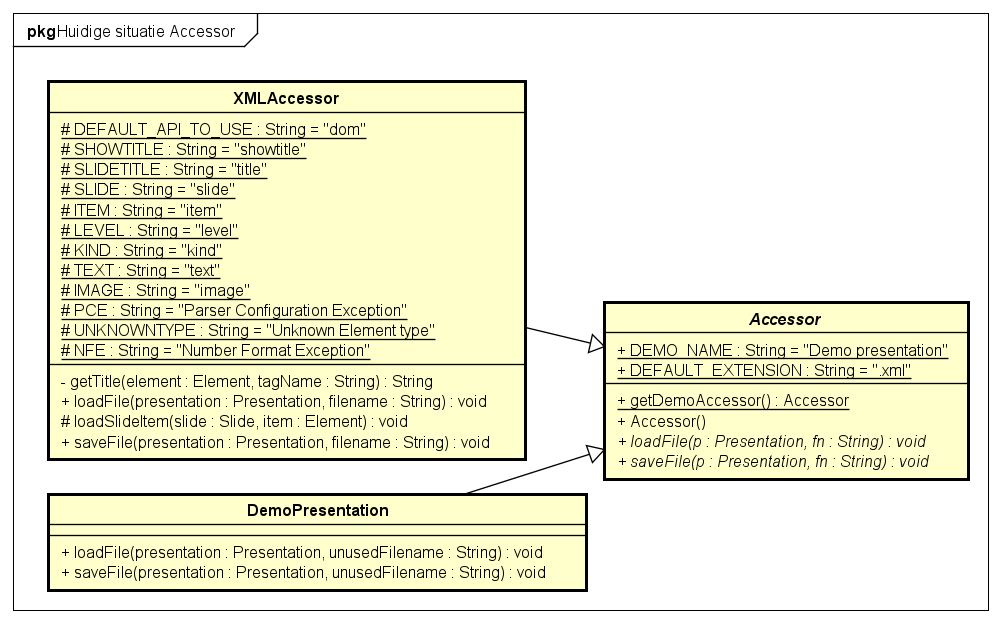 pkgHuidige situatie Accessor
XMLAccessor
# DEFAULT_API_TO_USE : String = "dom"
# SHOWTITLE : String = "showtitle"
# SLIDETITLE : String = "title"
# SLIDE : String = "slide"
# ITEM : String = "item"
# LEVEL : String = "level"
# KIND : String = "kind"
# TEXT : String = "text"
# IMAGE : String = "image"
# PCE : String = "Parser Configuration Exception"
# UNKNOWNTYPE : String = "Unknown Element type"
# NFE : String = "Number Format Exception"
- getTitle(element : Element, tagName : String) : String
+ loadFile(presentation : Presentation, filename : String) : void
# loadSlideItem(slide : Slide, item : Element) : void
+ saveFile(presentation : Presentation, filename : String) : void
Accessor
+ DEMO_NAME : String = "Demo presentation"
+ DEFAULT_EXTENSION : String = ".xml"
+ getDemoAccessor() : Accessor
+ Accessor()
+ loadFile(p : Presentation, fn : String) : void
+ saveFile(p : Presentation, fn : String) : void
DemoPresentation
+ loadFile(presentation : Presentation, unusedFilename : String) : void
+ saveFile(presentation : Presentation, unusedFilename : String) : void